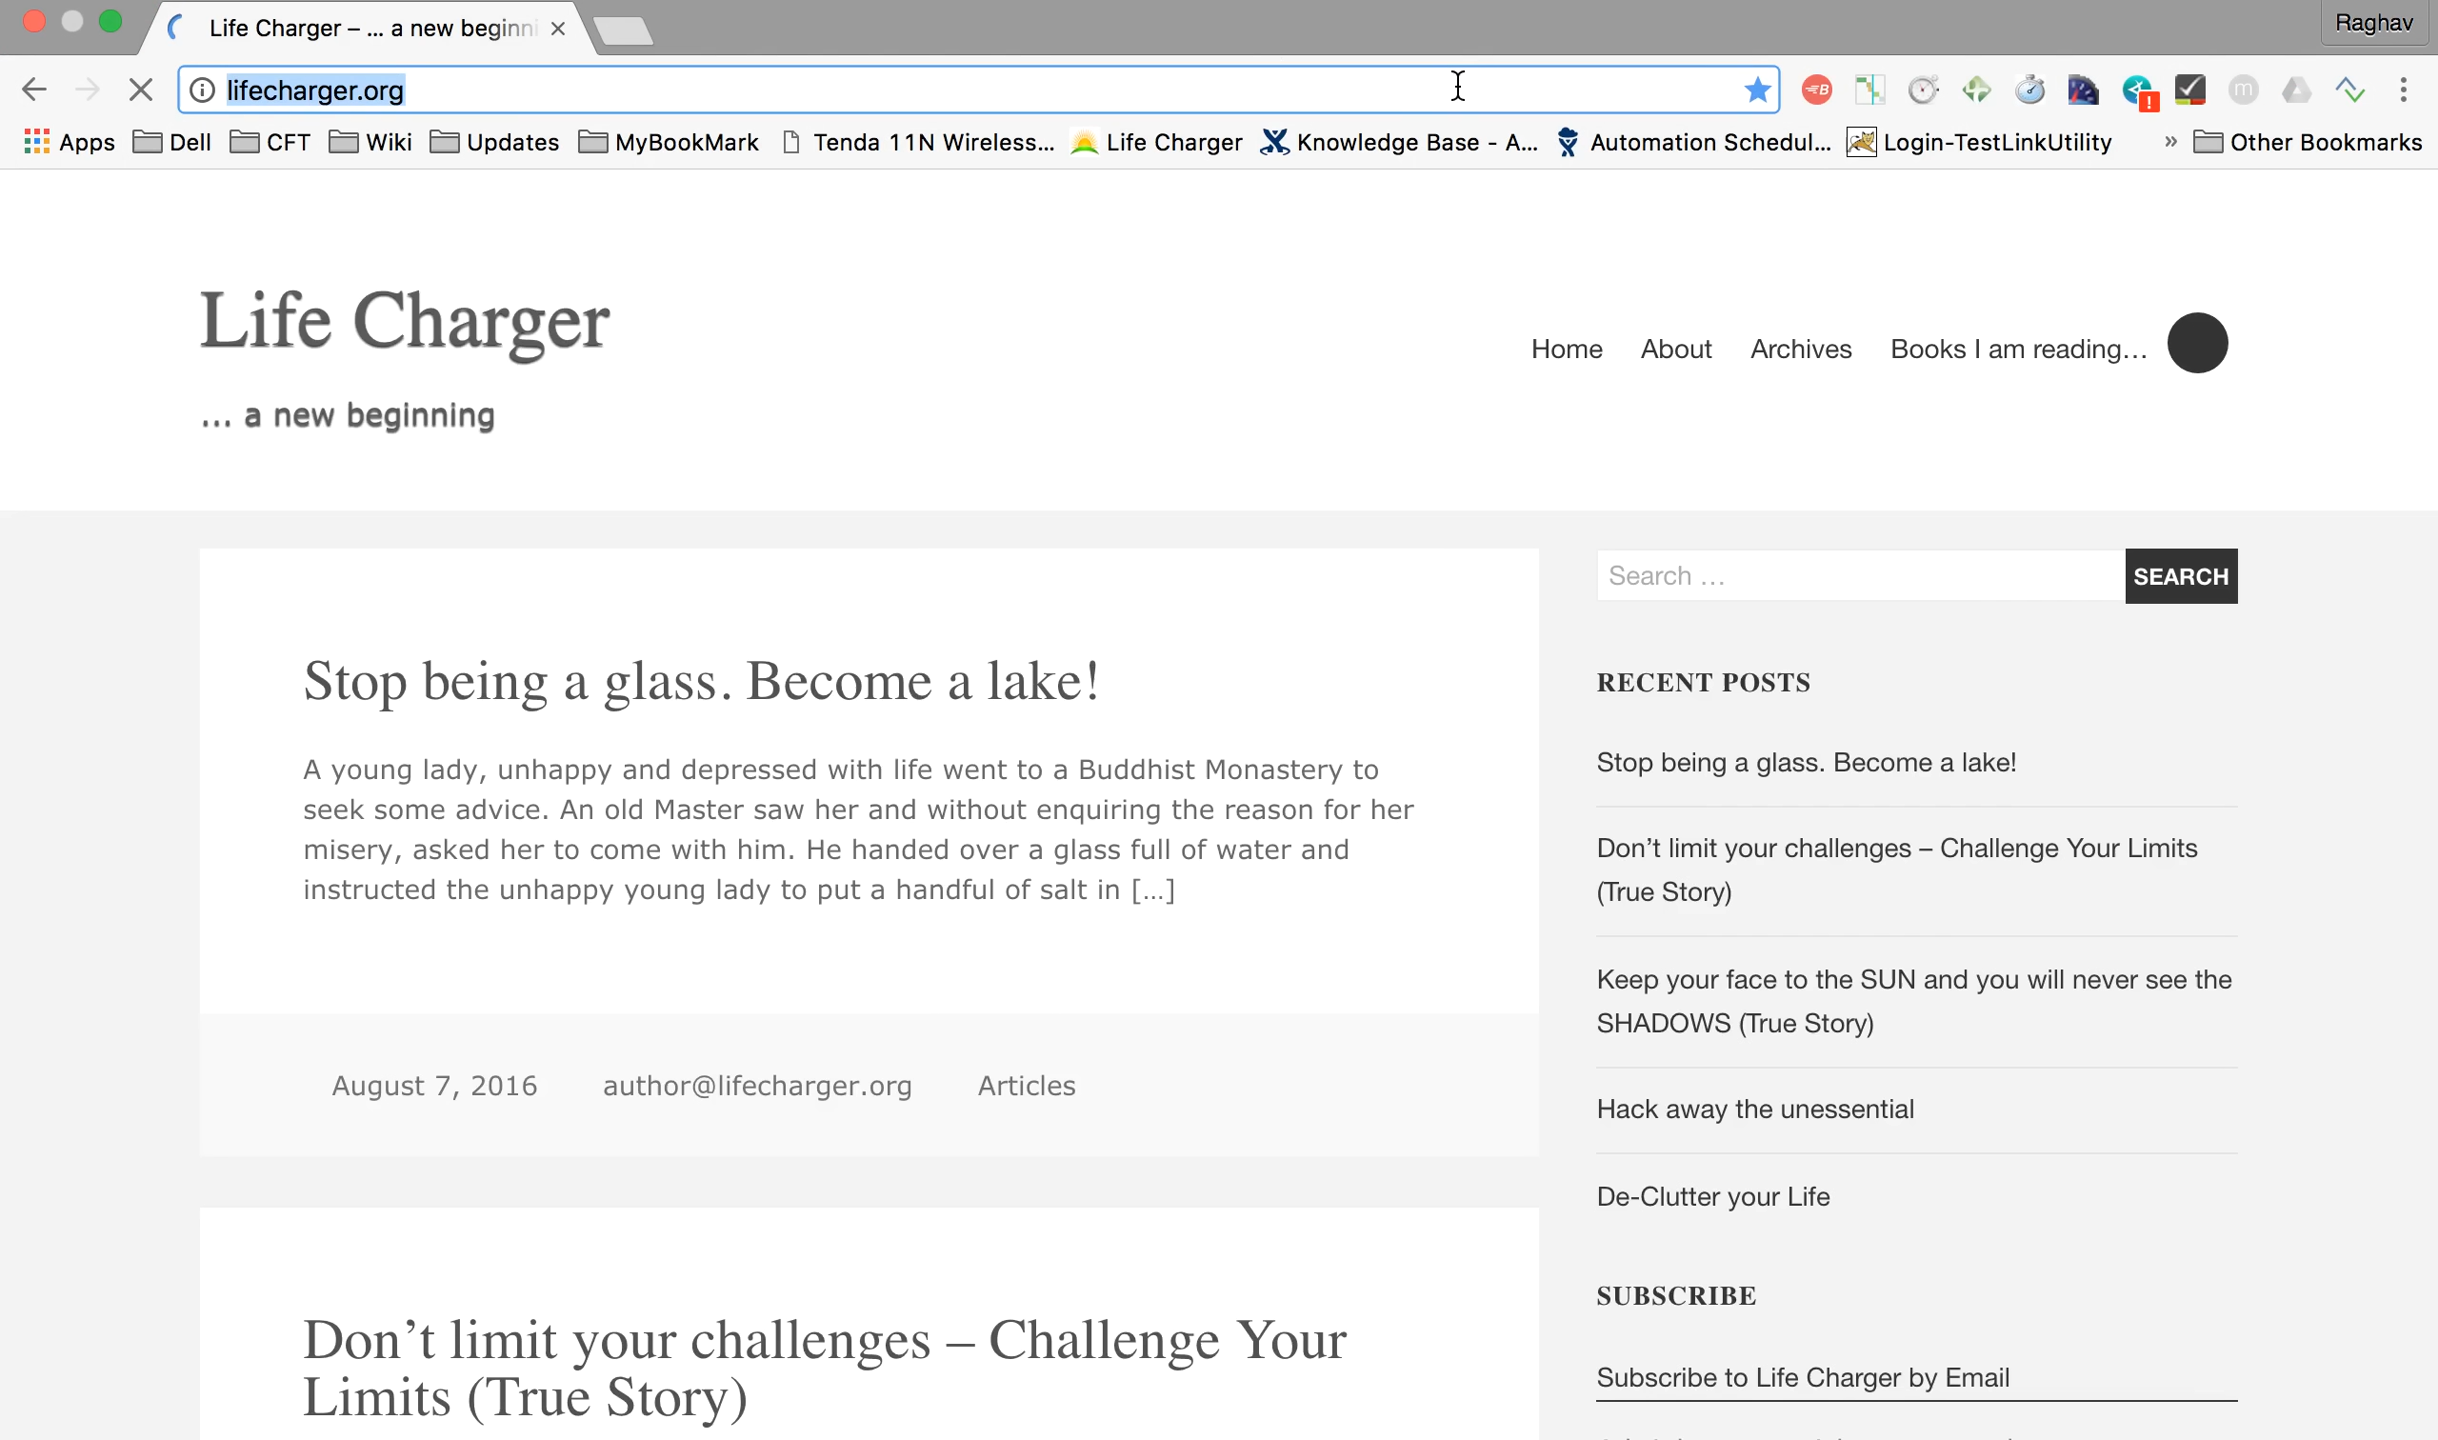 Life Charger – ... a new beginni
Raghav
lifecharger.org
Apps Dell CFT Wiki Updates MyBookMark Tenda 11N Wireless... Life Charger Knowledge Base - A... Automation Schedul... Login-TestLinkUtility » Other Bookmarks
Life Charger
... a new beginning
Home About Archives Books I am reading…
Stop being a glass. Become a lake!
A young lady, unhappy and depressed with life went to a Buddhist Monastery to
seek some advice. An old Master saw her and without enquiring the reason for her
misery, asked her to come with him. He handed over a glass full of water and
instructed the unhappy young lady to put a handful of salt in […]
August 7, 2016 author@lifecharger.org Articles
Don’t limit your challenges – Challenge Your
Limits (True Story)
Search …
SEARCH
RECENT POSTS
Stop being a glass. Become a lake!
Don’t limit your challenges – Challenge Your Limits
(True Story)
Keep your face to the SUN and you will never see the
SHADOWS (True Story)
Hack away the unessential
De-Clutter your Life
SUBSCRIBE
Subscribe to Life Charger by Email